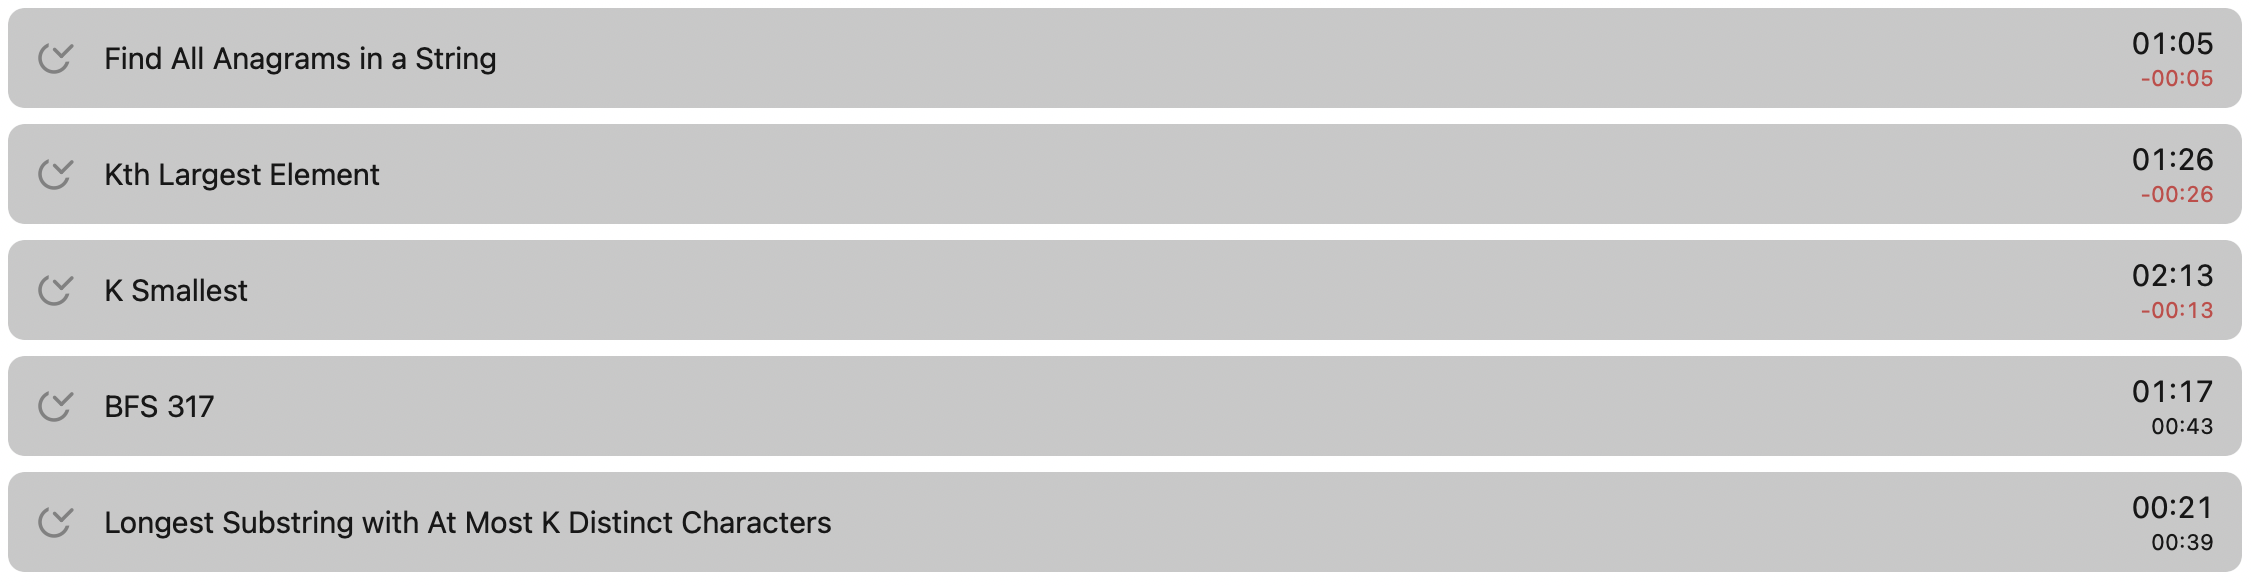 Find All Anagrams in a String
01:05
-00:05
Kth Largest Element
01:26
-00:26
K Smallest
02:13
-00:13
BFS 317
01:17
00:43
Longest Substring with At Most K Distinct Characters
00:21
00:39